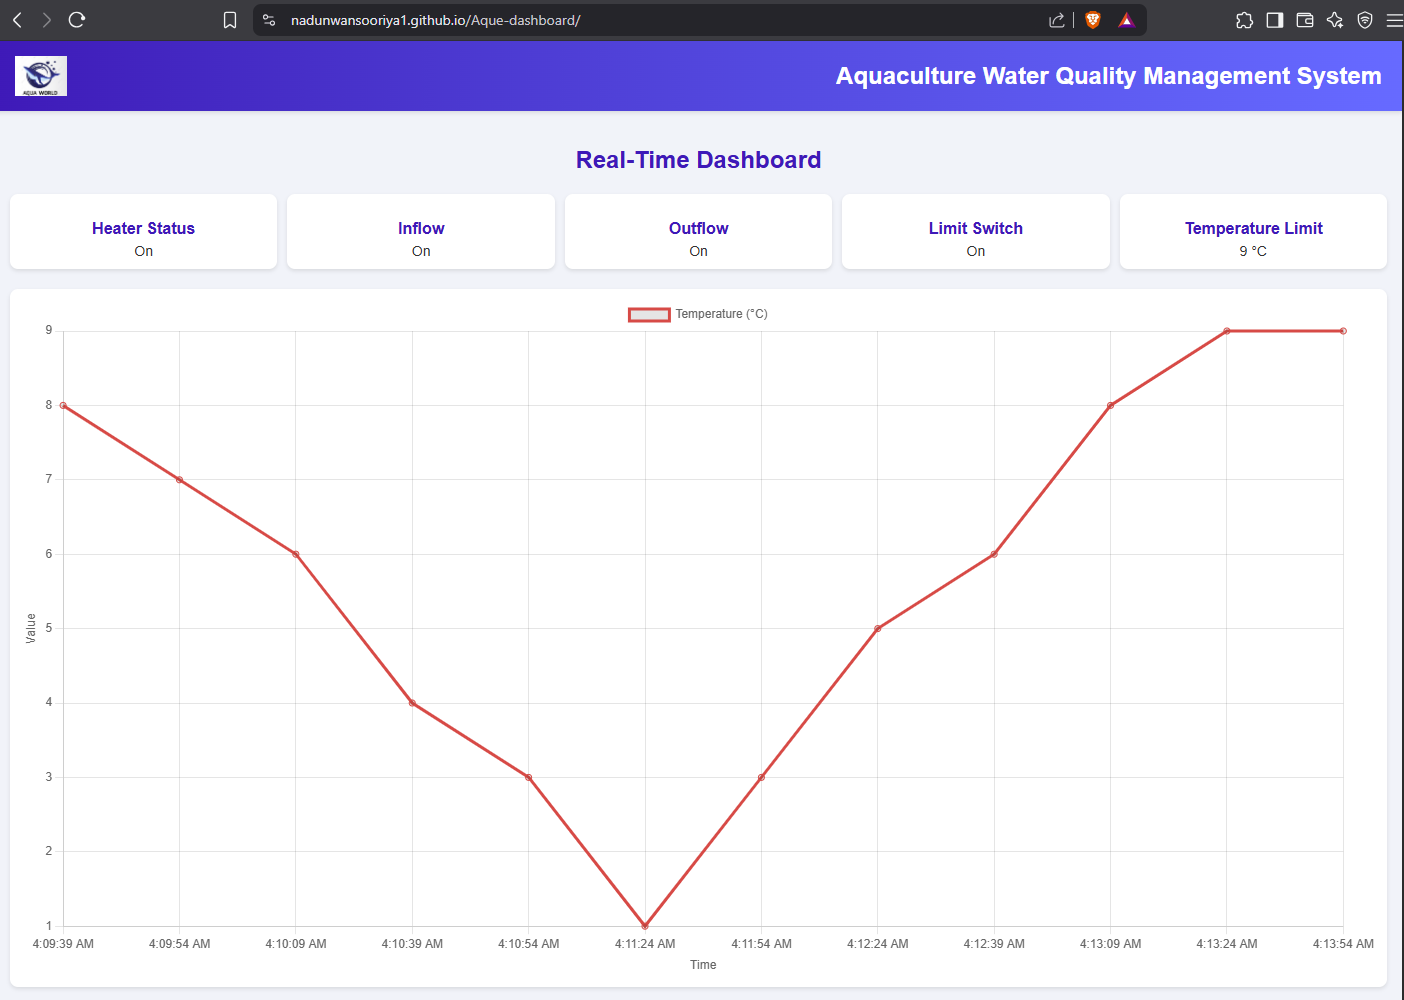 nadunwansooriya1.github.io/Aque-dashboard/
AQUA WORLD
Aquaculture Water Quality Management System
Real-Time Dashboard
Heater Status
On
Inflow
On
Outflow
On
Limit Switch
On
Temperature Limit
9 °C
Temperature (°C)
9
8
7
6
5
4
3
2
1
Value
4:09:39 AM 4:09:54 AM 4:10:09 AM 4:10:39 AM 4:10:54 AM 4:11:24 AM 4:11:54 AM 4:12:24 AM 4:12:39 AM 4:13:09 AM 4:13:24 AM 4:13:54 AM
Time